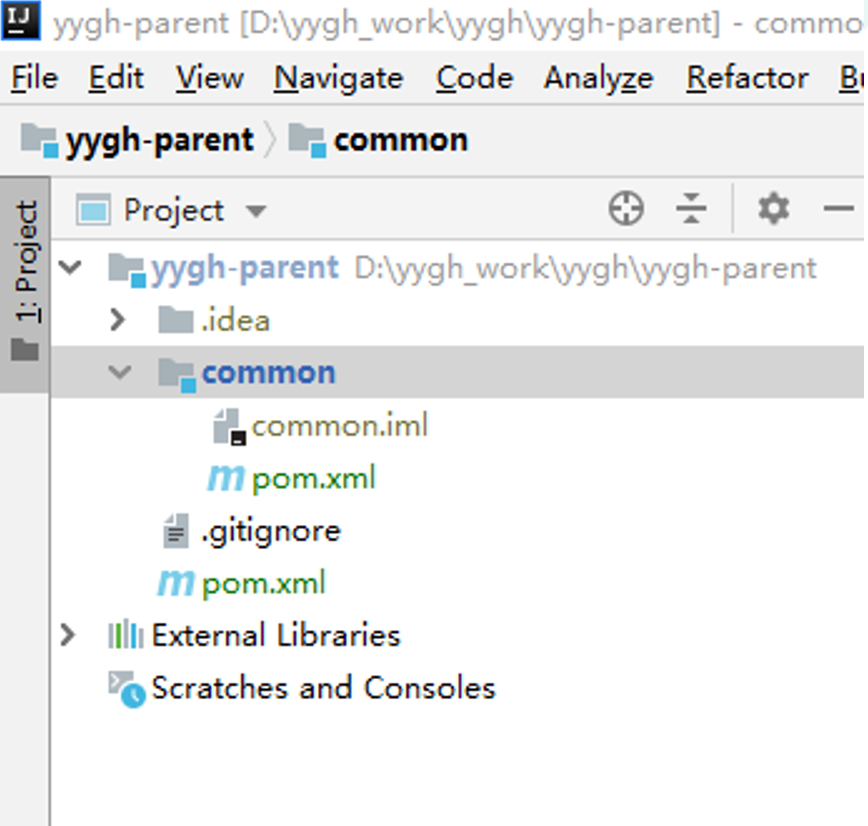 IJ yygh-parent [D:\yygh_work\yygh\yygh-parent] - commo
File Edit View Navigate Code Analyze Refactor Bu
yygh-parent common
1: Project
Project
yygh-parent D:\yygh_work\yygh\yygh-parent
.idea
common
common.iml
m pom.xml
.gitignore
m pom.xml
External Libraries
Scratches and Consoles